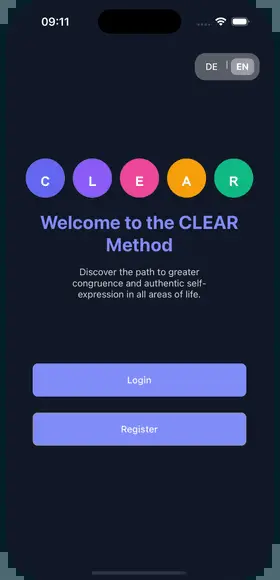 09:11
DE | EN
C L E A R
Welcome to the CLEAR
Method
Discover the path to greater
congruence and authentic self-
expression in all areas of life.
Login
Register